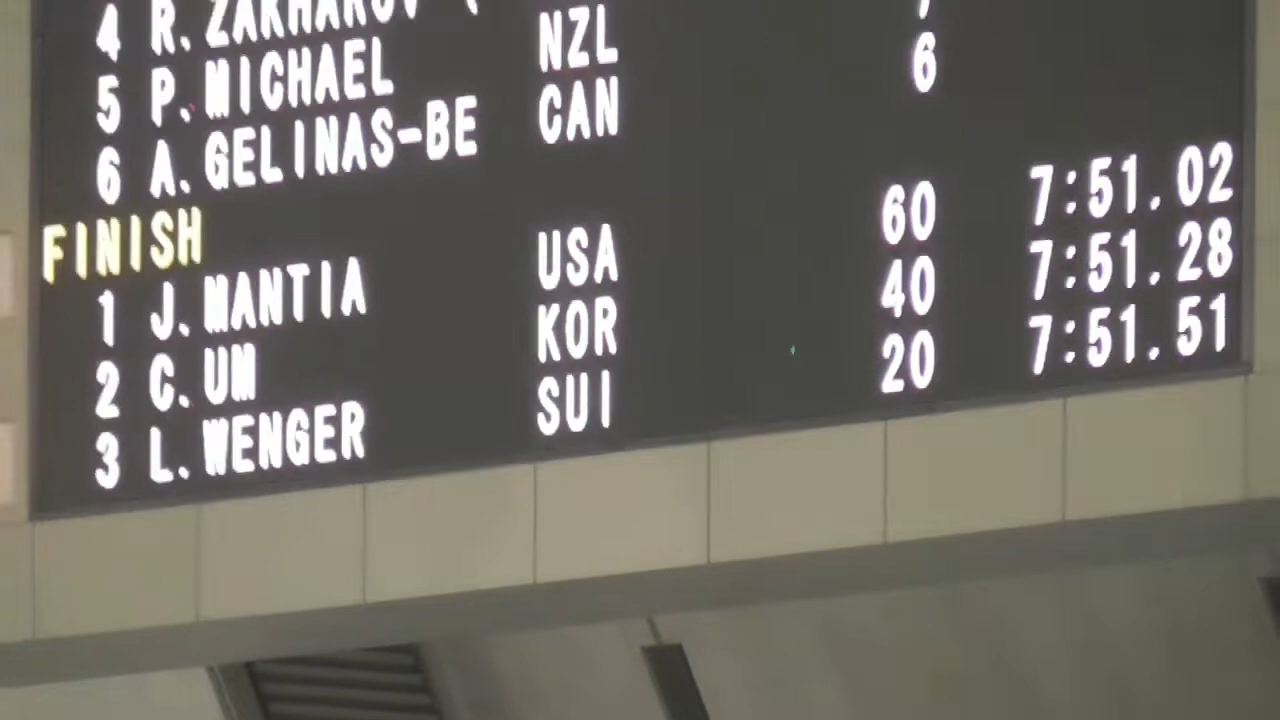 4 R. ZAKHAROV (
5 P. MICHAEL NZL
6 A. GELINAS-BE CAN 6
FINISH
1 J. MANTIA USA 60 7:51.02
2 C. UM KOR 40 7:51.28
3 L. WENGER SUI 20 7:51.51